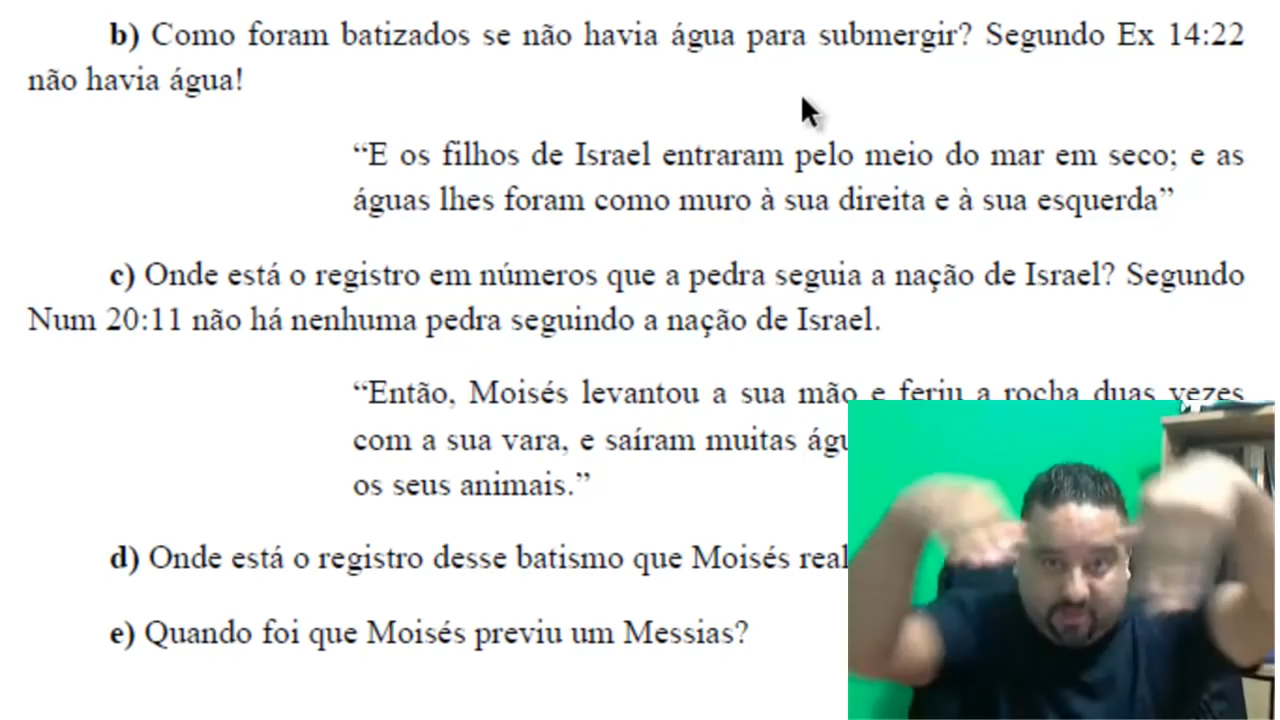 b) Como foram batizados se não havia água para submergir? Segundo Ex 14:22
não havia água!
“E os filhos de Israel entraram pelo meio do mar em seco; e as
águas lhes foram como muro à sua direita e à sua esquerda”
c) Onde está o registro em números que a pedra seguia a nação de Israel? Segundo
Num 20:11 não há nenhuma pedra seguindo a nação de Israel.
“Então, Moisés levantou a sua mão e feriu a rocha duas vezes
com a sua vara, e saíram muitas águ
os seus animais.”
d) Onde está o registro desse batismo que Moisés real
e) Quando foi que Moisés previu um Messias?